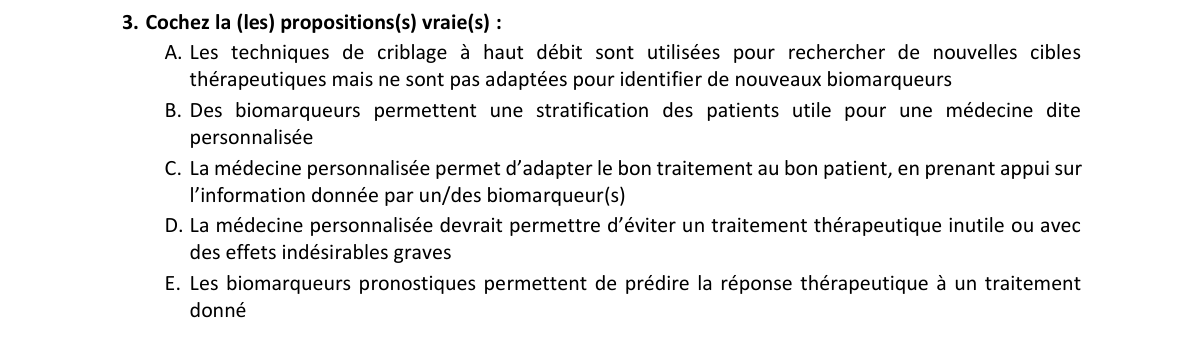 3. Cochez la (les) propositions(s) vraie(s) :
A. Les techniques de criblage à haut débit sont utilisées pour rechercher de nouvelles cibles
thérapeutiques mais ne sont pas adaptées pour identifier de nouveaux biomarqueurs
B. Des biomarqueurs permettent une stratification des patients utile pour une médecine dite
personnalisée
C. La médecine personnalisée permet d’adapter le bon traitement au bon patient, en prenant appui sur
l’information donnée par un/des biomarqueur(s)
D. La médecine personnalisée devrait permettre d’éviter un traitement thérapeutique inutile ou avec
des effets indésirables graves
E. Les biomarqueurs pronostiques permettent de prédire la réponse thérapeutique à un traitement
donné